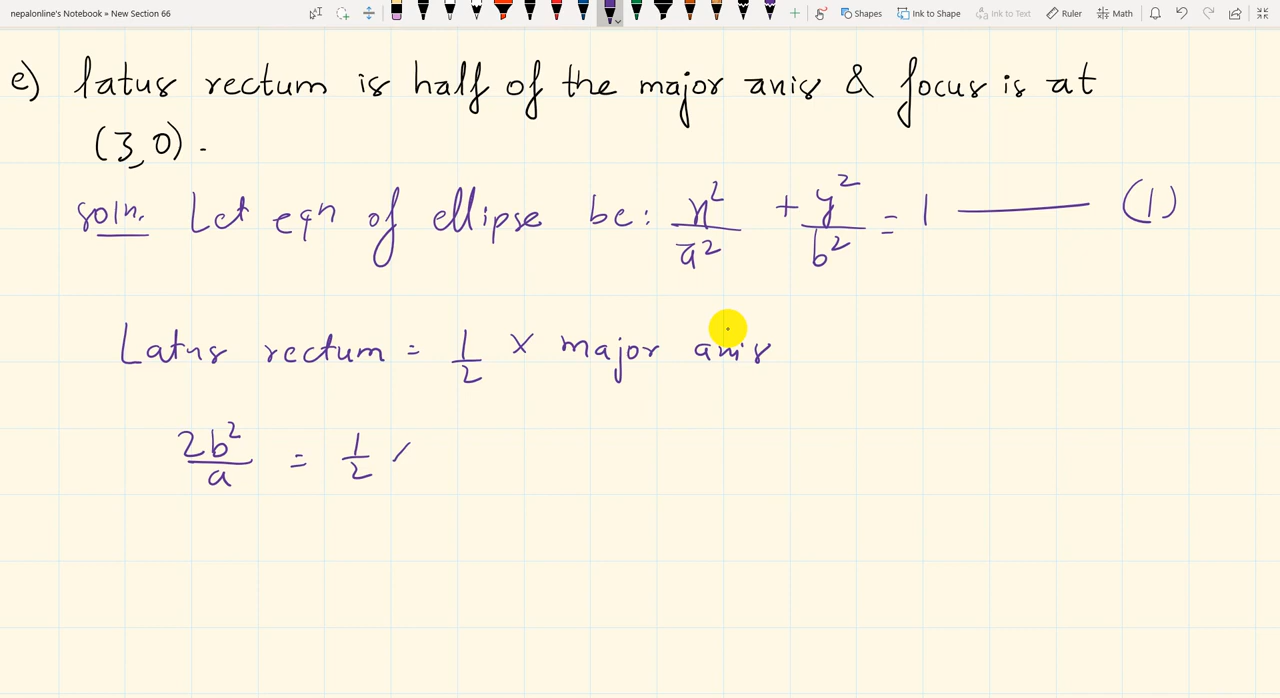 nepalonline's Notebook » New Section 66
Shapes Ink to Shape Ink to Text Ruler Math
e) latus rectum is half of the major axis & focus is at
(3,0).
soln. Let eqn of ellipse be: x²/a² + y²/b² = 1 —— (1)
Latus rectum = 1/2 × major axis
2b²/a = 1/2